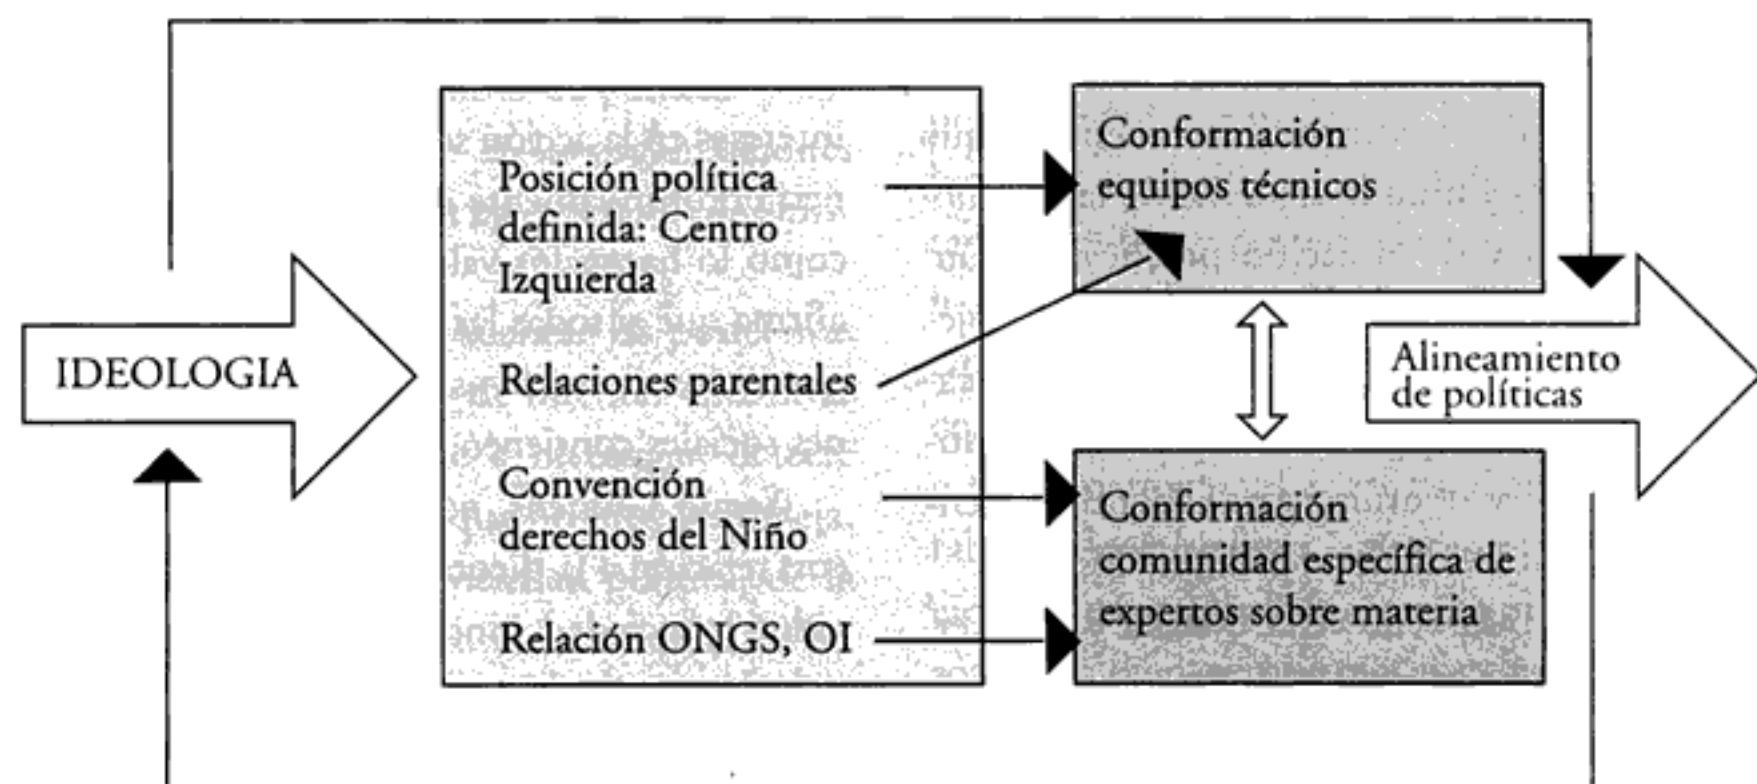 IDEOLOGIA
Posición política
definida: Centro
Izquierda
Relaciones parentales
Convención
derechos del Niño
Relación ONGS, OI
Conformación
equipos técnicos
Conformación
comunidad específica de
expertos sobre materia
Alineamiento
de políticas